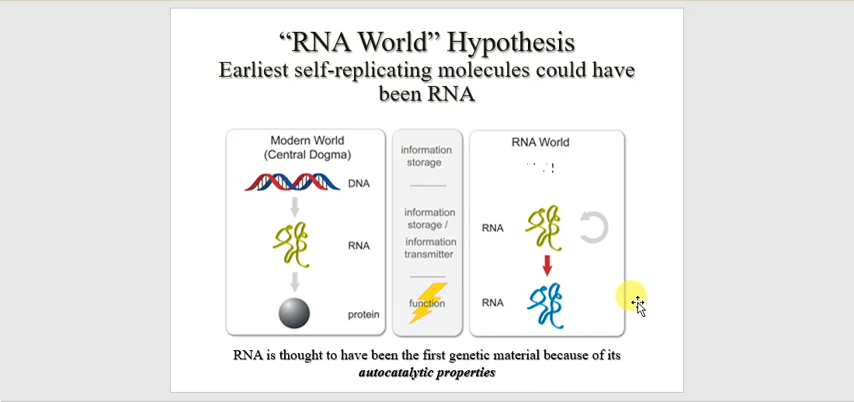 “RNA World” Hypothesis
Earliest self-replicating molecules could have
been RNA
Modern World
(Central Dogma)
DNA
RNA
protein
information
storage
information
storage /
information
transmitter
function
RNA World
RNA
RNA
RNA is thought to have been the first genetic material because of its
autocatalytic properties